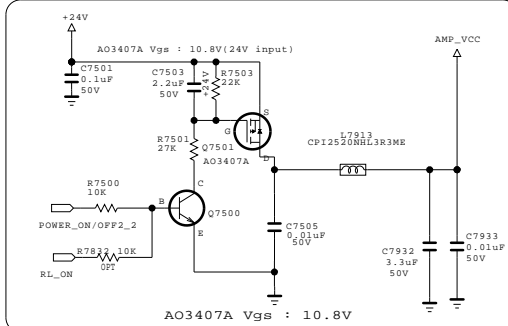 +24V
AO3407A Vgs : 10.8V(24V input)
AMP_VCC
C7501
0.1uF
50V
C7503
2.2uF
50V
+24V
R7503
22K
S
G
D
R7501
27K
Q7501
AO3407A
L7913
CPI2520NHL3R3ME
R7500
10K
POWER_ON/OFF2_2
B
C
E
Q7500
R7832 10K
OPT
RL_ON
C7505
0.01uF
50V
C7932
3.3uF
50V
C7933
0.01uF
50V
AO3407A Vgs : 10.8V